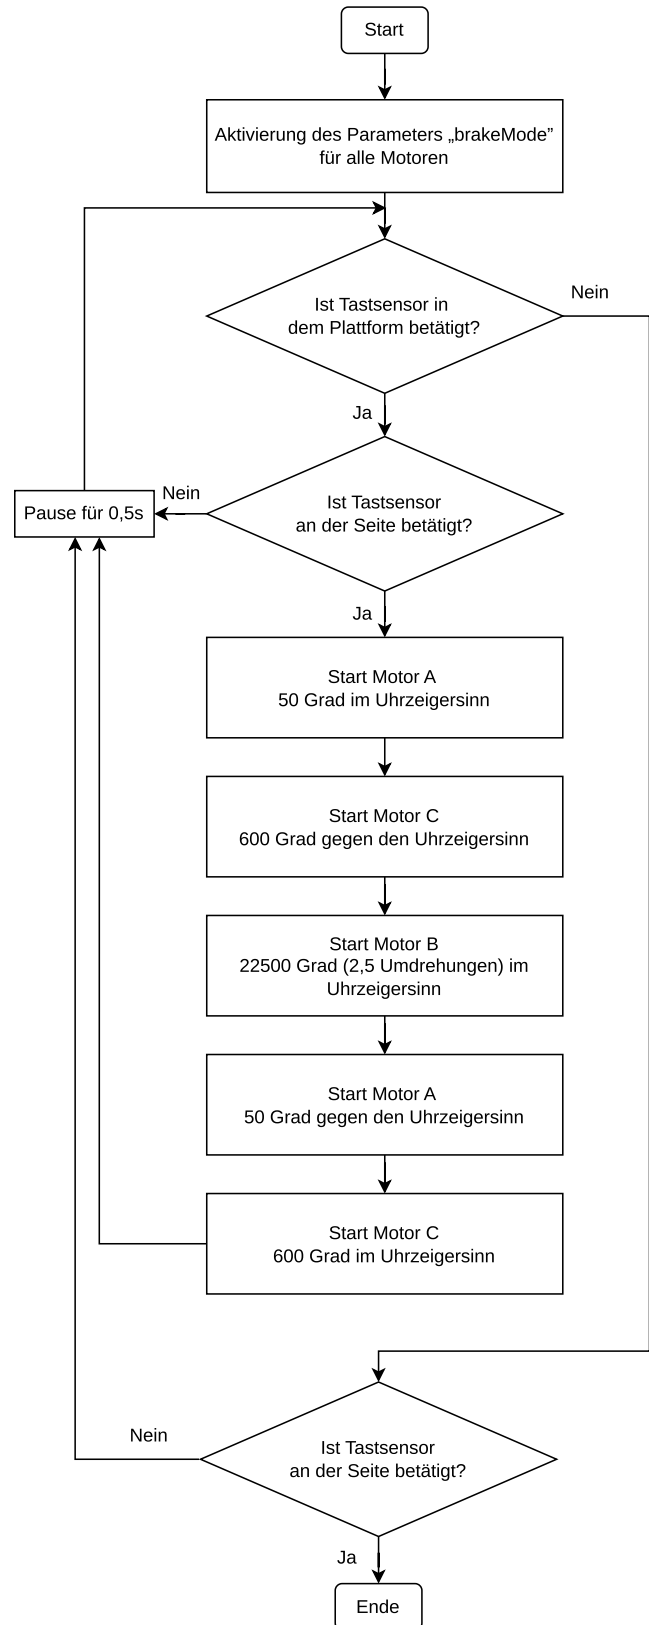 Start
Aktivierung des Parameters „brakeMode”
für alle Motoren
Ist Tastsensor in
dem Plattform betätigt?
Nein
Ja
Ist Tastsensor
an der Seite betätigt?
Nein
Pause für 0,5s
Ja
Start Motor A
50 Grad im Uhrzeigersinn
Start Motor C
600 Grad gegen den Uhrzeigersinn
Start Motor B
22500 Grad (2,5 Umdrehungen) im
Uhrzeigersinn
Start Motor A
50 Grad gegen den Uhrzeigersinn
Start Motor C
600 Grad im Uhrzeigersinn
Ist Tastsensor
an der Seite betätigt?
Nein
Ja
Ende